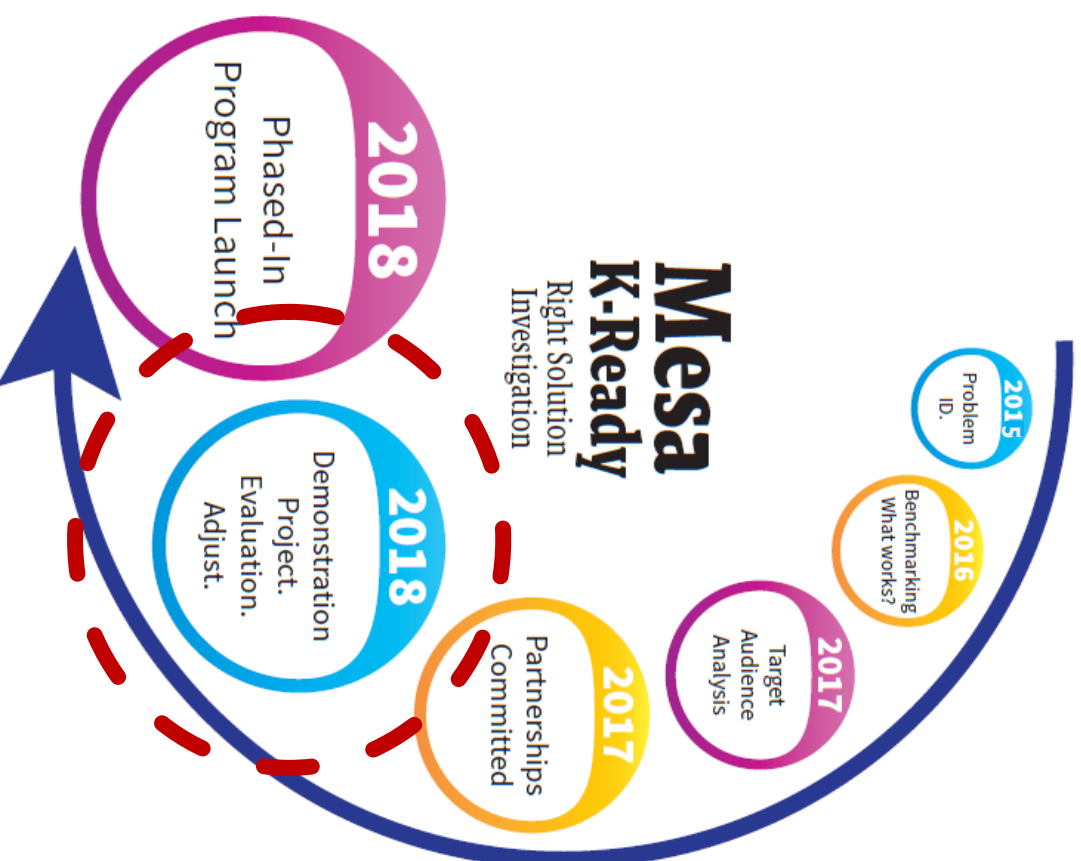 Mesa
K-Ready
Right Solution
Investigation
2015
Problem
ID.
2016
Benchmarking
What works?
2017
Target
Audience
Analysis
2017
Partnerships
Committed
2018
Demonstration
Project.
Evaluation.
Adjust.
2018
Phased-In
Program Launch